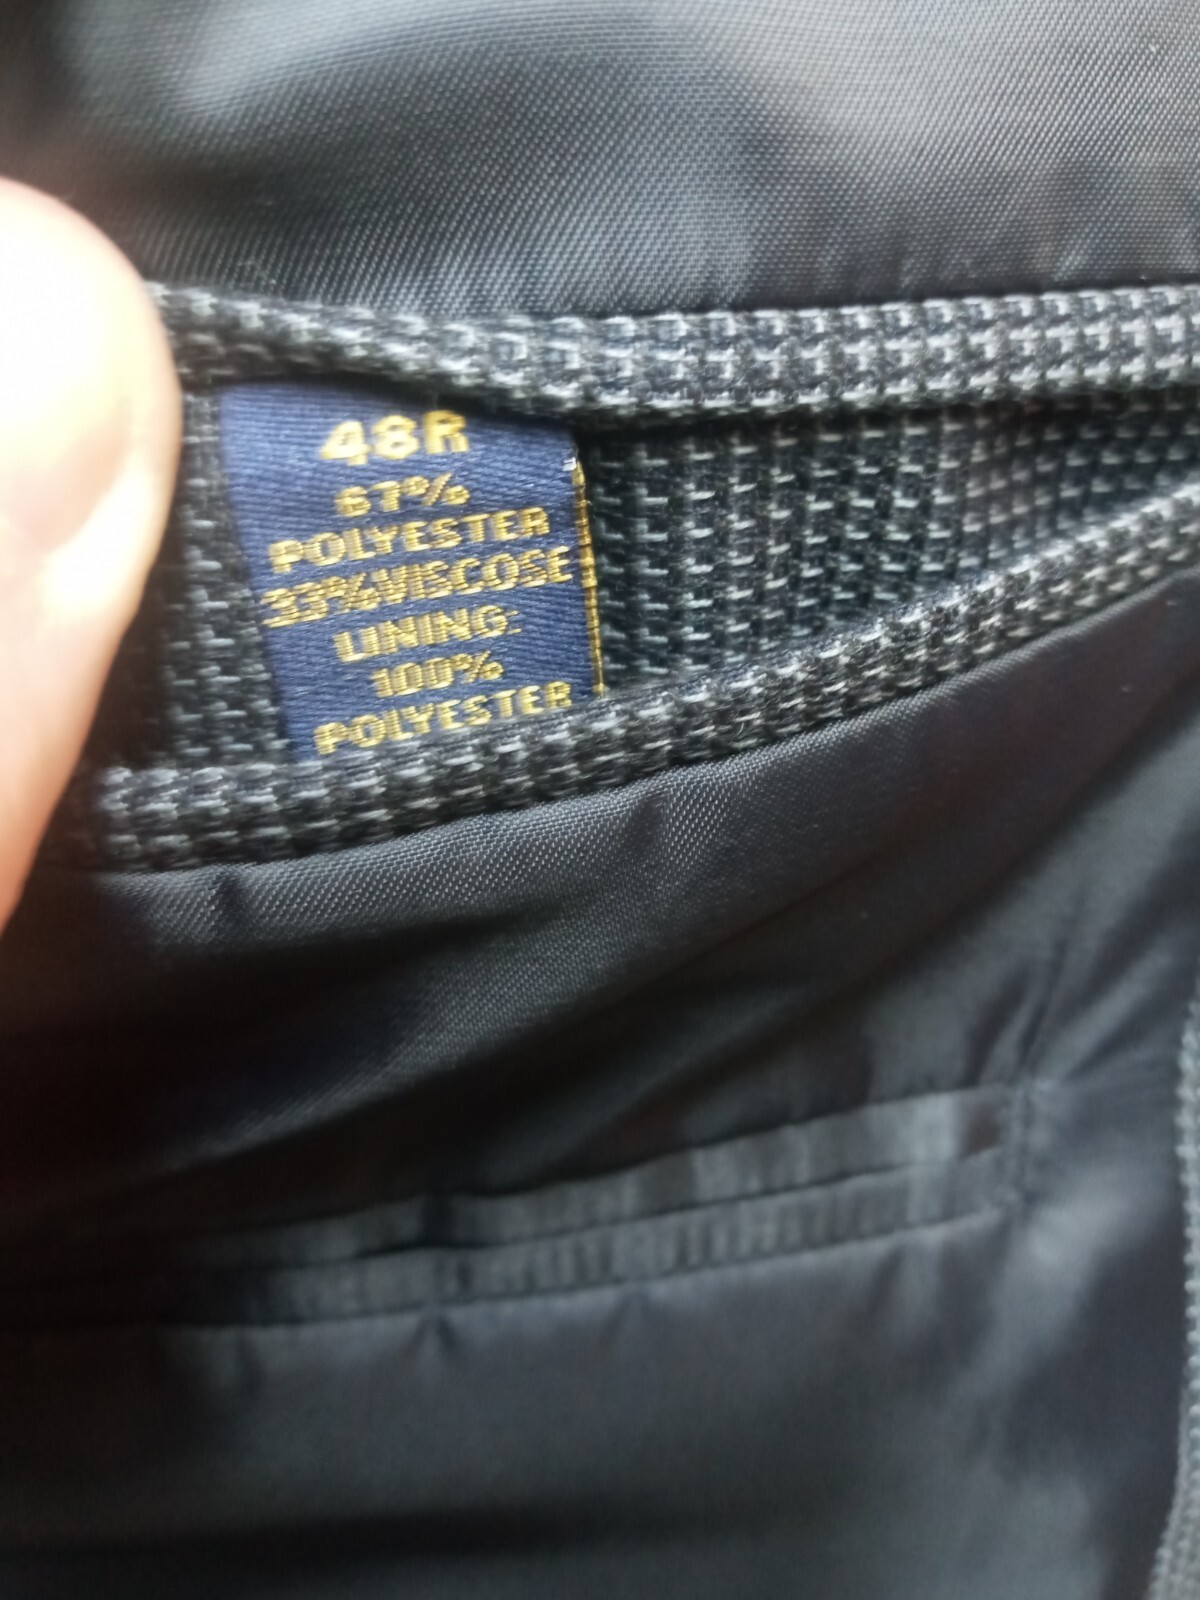 48R
67%
POLYESTER
33%VISCOSE
LINING:
100%
POLYESTER